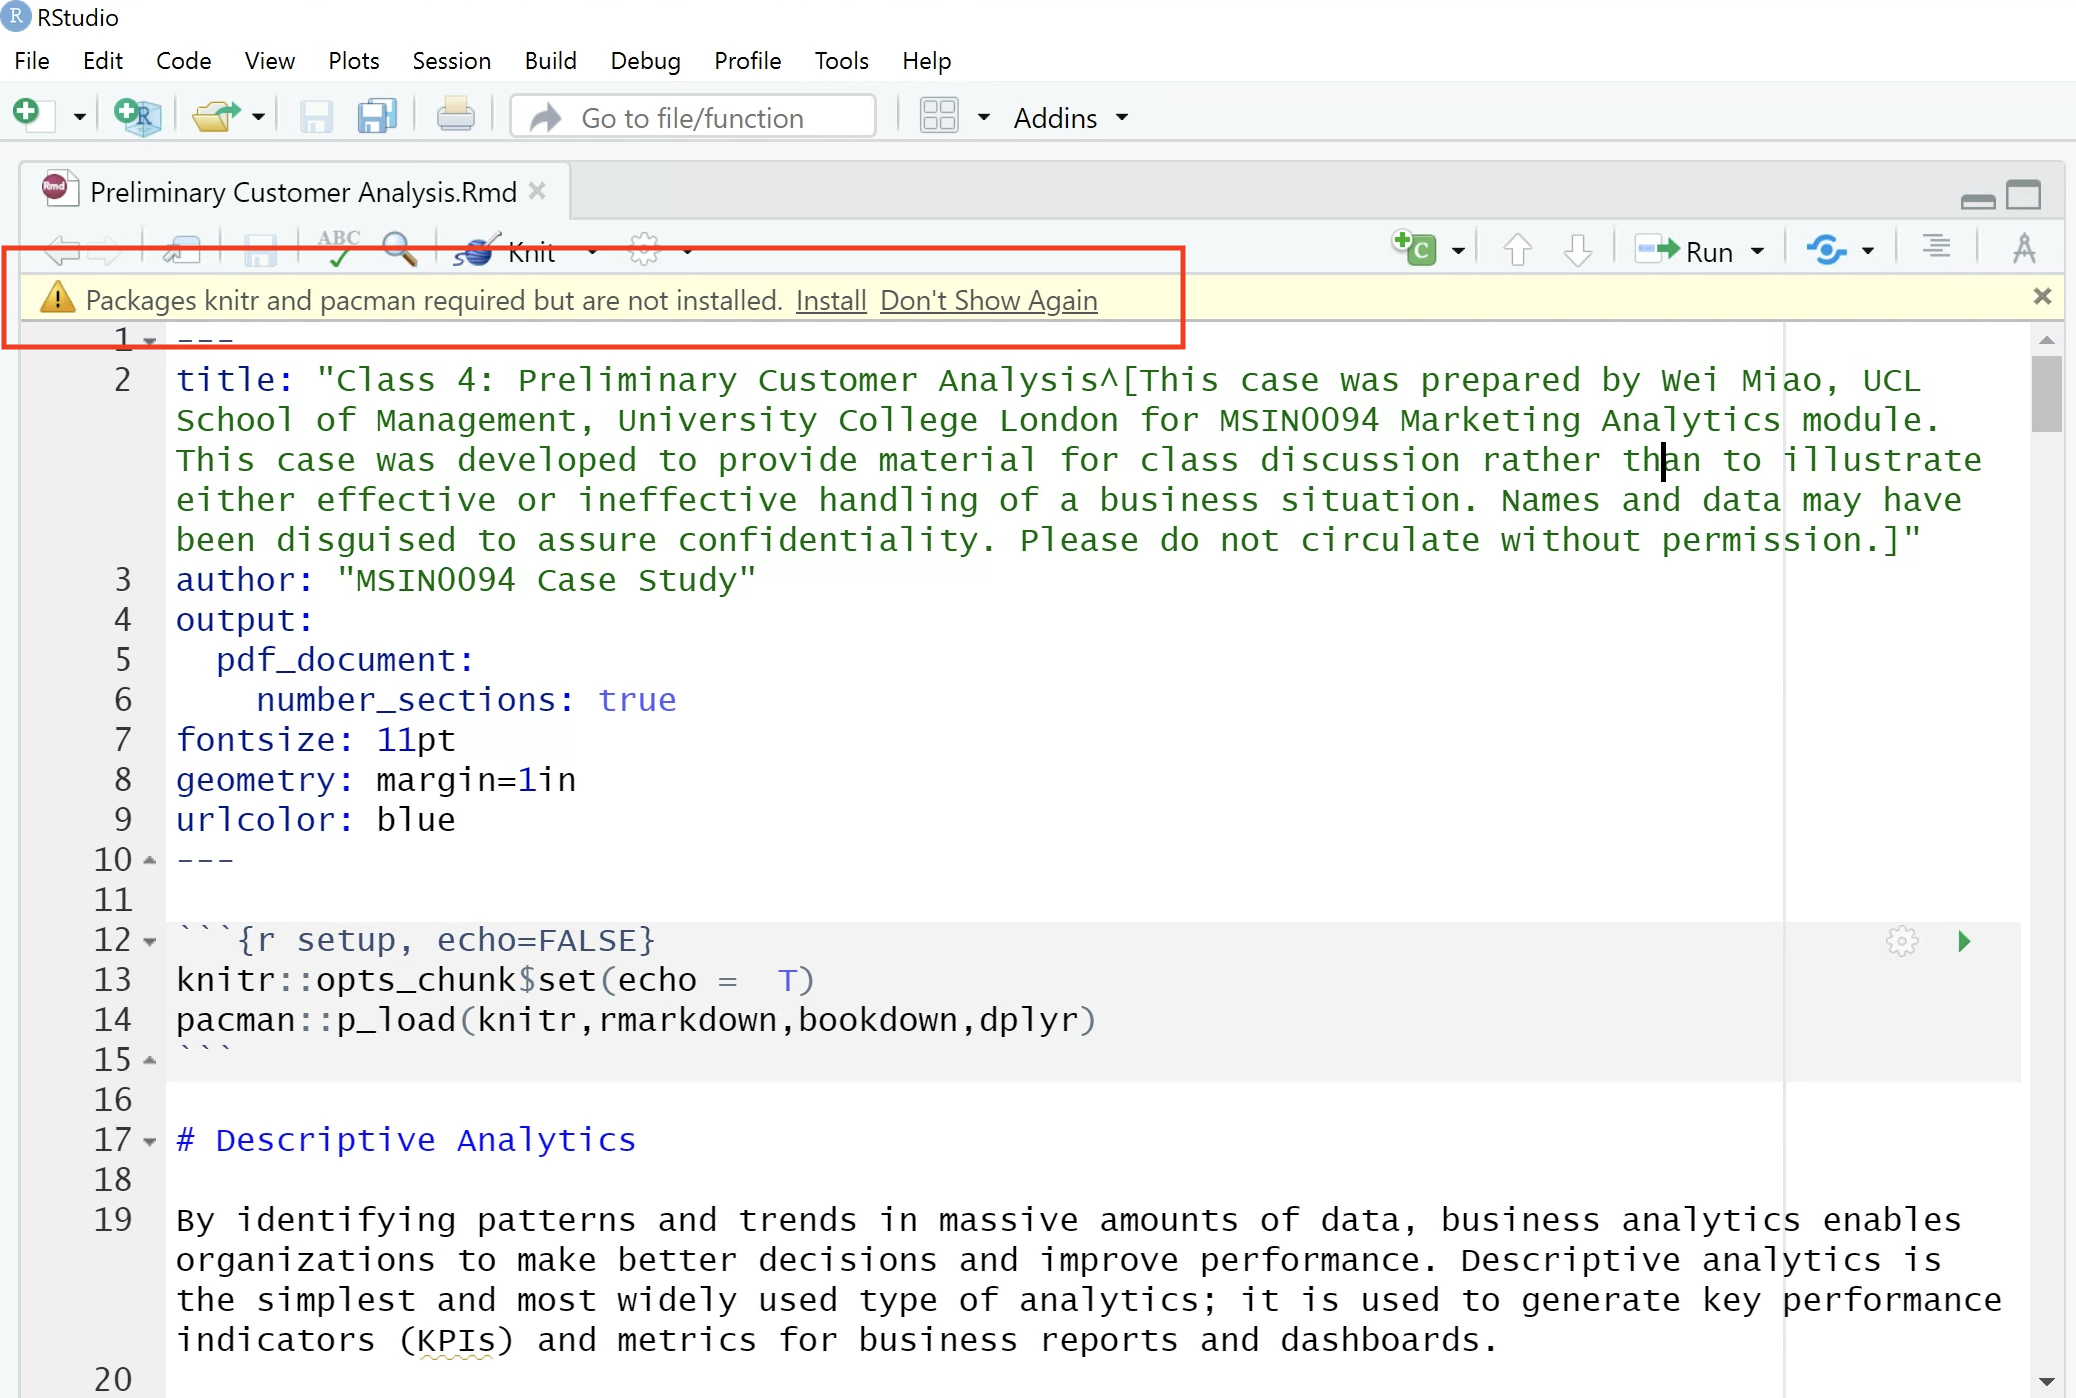 RStudio
File Edit Code View Plots Session Build Debug Profile Tools Help
Go to file/function Addins
Preliminary Customer Analysis.Rmd
ABC Knit Run
Packages knitr and pacman required but are not installed. Install Don't Show Again
1 ---
2 title: "Class 4: Preliminary Customer Analysis^[This case was prepared by Wei Miao, UCL
School of Management, University College London for MSIN0094 Marketing Analytics module.
This case was developed to provide material for class discussion rather than to illustrate
either effective or ineffective handling of a business situation. Names and data may have
been disguised to assure confidentiality. Please do not circulate without permission.]"
3 author: "MSIN0094 Case Study"
4 output:
5 pdf_document:
6 number_sections: true
7 fontsize: 11pt
8 geometry: margin=1in
9 urlcolor: blue
10 ---
11
12 ```{r setup, echo=FALSE}
13 knitr::opts_chunk$set(echo =  T)
14 pacman::p_load(knitr,rmarkdown,bookdown,dplyr)
15 ```
16
17 # Descriptive Analytics
18
19 By identifying patterns and trends in massive amounts of data, business analytics enables
organizations to make better decisions and improve performance. Descriptive analytics is
the simplest and most widely used type of analytics; it is used to generate key performance
indicators (KPIs) and metrics for business reports and dashboards.
20